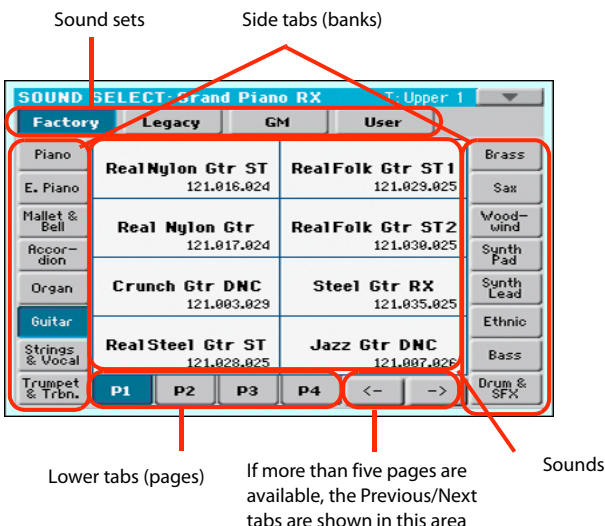 Sound sets
Side tabs (banks)
SOUND SELECT: Grand Piano RX T: Upper 1
Factory Legacy GM User
Piano
E. Piano
Mallet & Bell
Accor-
dion
Organ
Guitar
Strings & Vocal
Trumpet & Trbn.
RealNylon Gtr ST
121.016.024
RealFolk Gtr ST1
121.029.025
Real Nylon Gtr
121.017.024
RealFolk Gtr ST2
121.030.025
Crunch Gtr DNC
121.003.029
Steel Gtr RX
121.035.025
RealSteel Gtr ST
121.028.025
Jazz Gtr DNC
121.007.026
Brass
Sax
Wood-
wind
Synth Pad
Synth Lead
Ethnic
Bass
Drum & SFX
P1 P2 P3 P4 <- ->
Lower tabs (pages)
If more than five pages are
available, the Previous/Next
tabs are shown in this area
Sounds